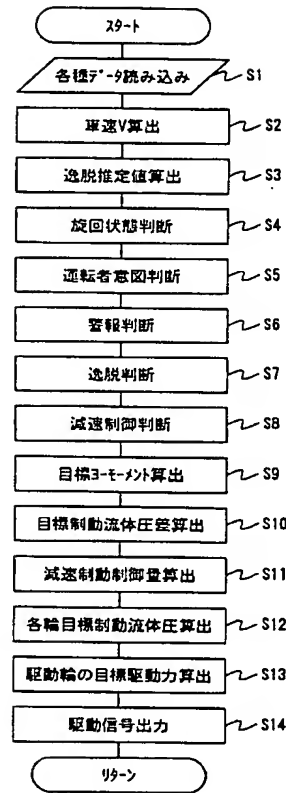 スタート
各種データ読み込み S1
車速V算出 S2
逸脱推定値算出 S3
旋回状態判断 S4
運転者意図判断 S5
警報判断 S6
逸脱判断 S7
減速制御判断 S8
目標ヨーモーメント算出 S9
目標制動流体圧差算出 S10
減速制動制御量算出 S11
各輪目標制動流体圧算出 S12
駆動輪の目標駆動力算出 S13
駆動信号出力 S14
リターン